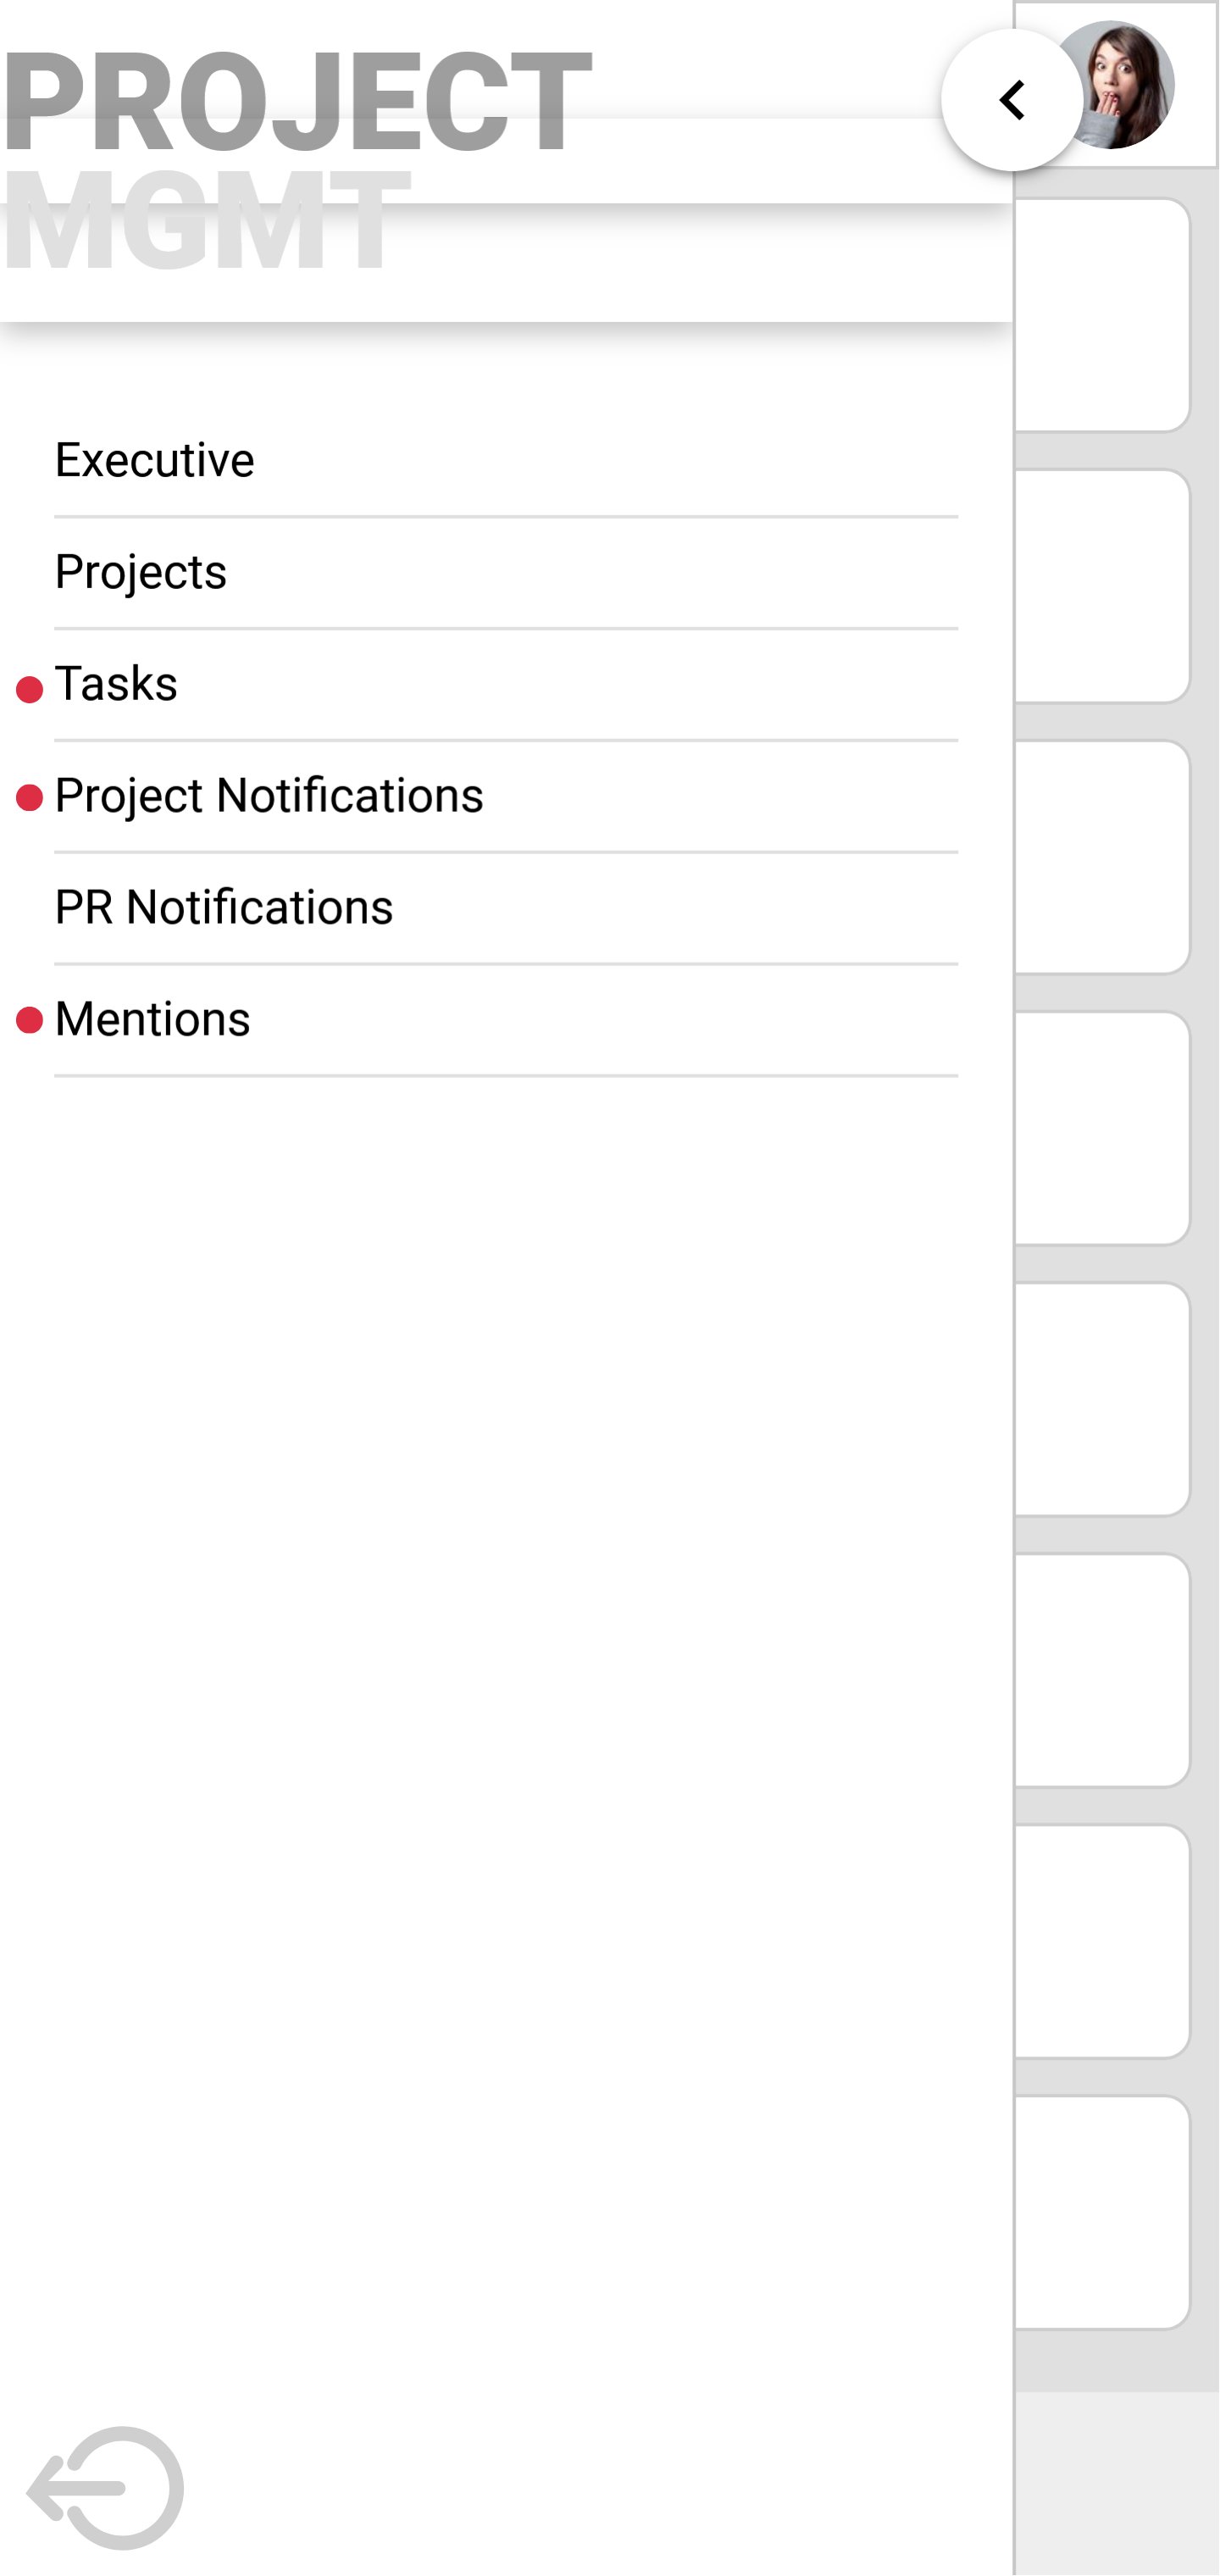 PROJECT
MGMT
Executive
Projects
Tasks
Project Notifications
PR Notifications
Mentions